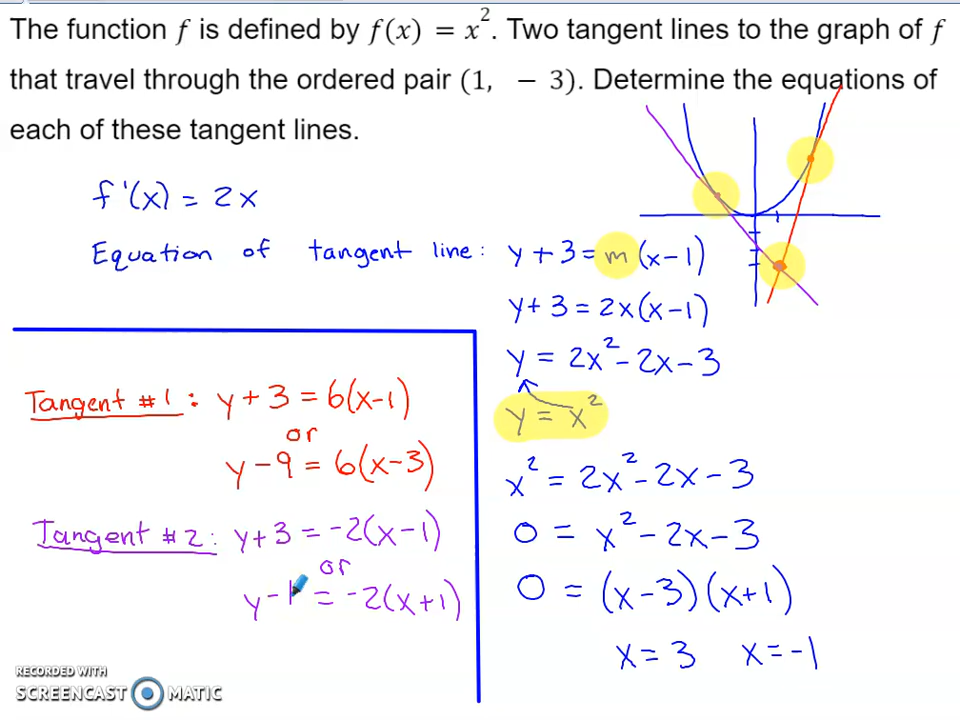 The function f is defined by f(x) = x². Two tangent lines to the graph of f
that travel through the ordered pair (1, − 3). Determine the equations of
each of these tangent lines.
f'(x) = 2x
Equation of tangent line: y + 3 = m(x−1)
y + 3 = 2x(x−1)
y = 2x² − 2x − 3
y = x²
x² = 2x² − 2x − 3
0 = x² − 2x − 3
0 = (x−3)(x+1)
x = 3 x = −1
Tangent #1: y + 3 = 6(x−1)
or
y − 9 = 6(x−3)
Tangent #2: y + 3 = −2(x−1)
or
y − 1 = −2(x+1)
RECORDED WITH
SCREENCAST MATIC